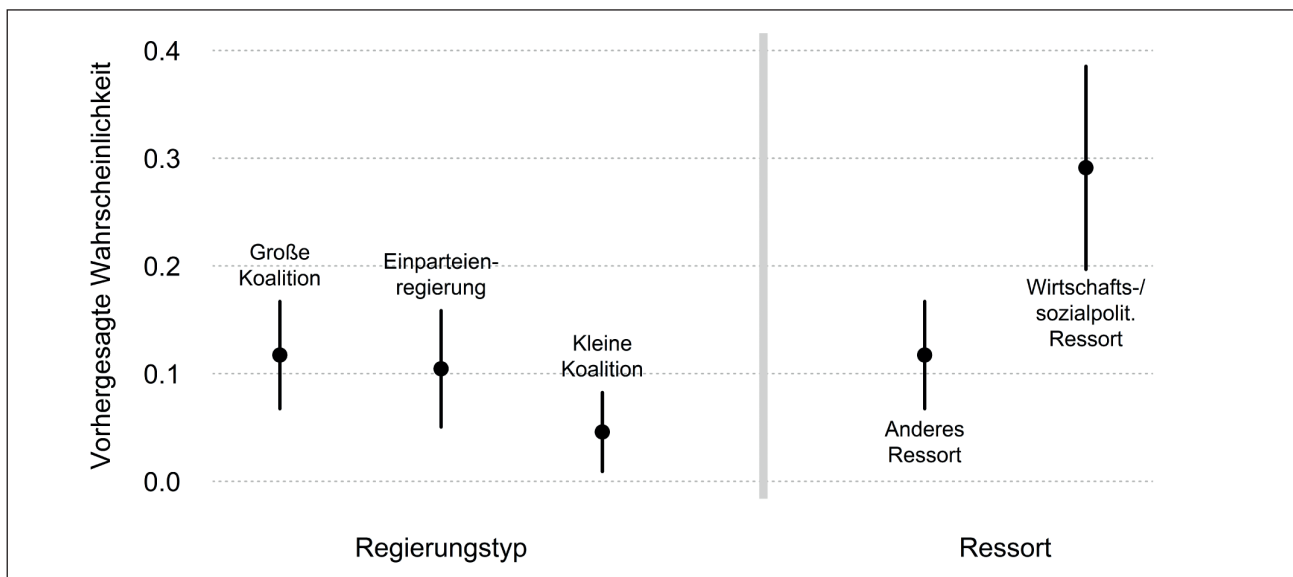 Vorhergesagte Wahrscheinlichkeit
0.4
0.3
0.2
0.1
0.0
Große
Koalition
Einparteien-
regierung
Kleine
Koalition
Anderes
Ressort
Wirtschafts-/
sozialpolit.
Ressort
Regierungstyp
Ressort